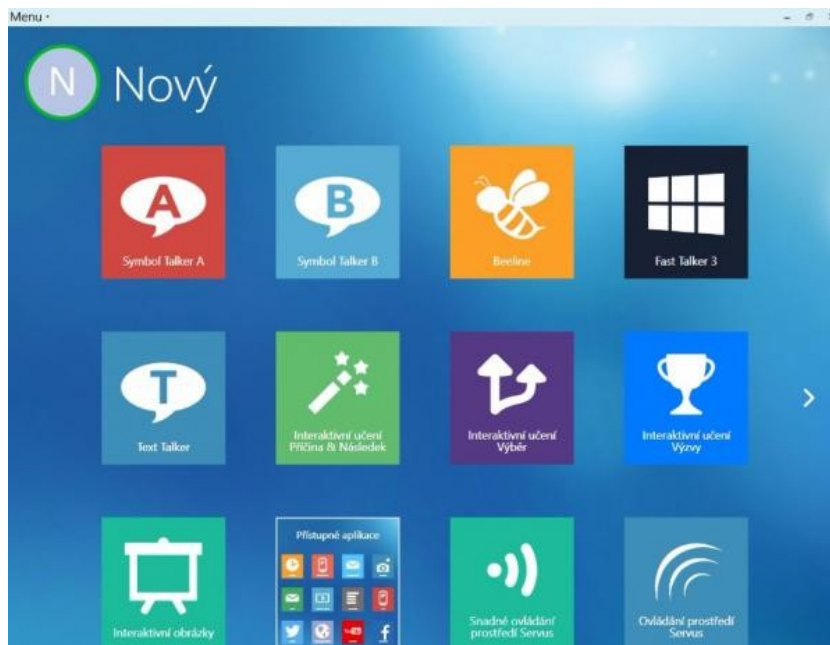 Menu
N Nový
A
Symbol Talker A
B
Symbol Talker B
Beeline
Fast Talker 3
T
Text Talker
Interaktivní učení
Příčina & Následek
Interaktivní učení
Výběr
Interaktivní učení
Výzvy
Interaktivní obrázky
Přístupné aplikace
Snadné ovládání
prostředí Servus
Ovládání prostředí
Servus